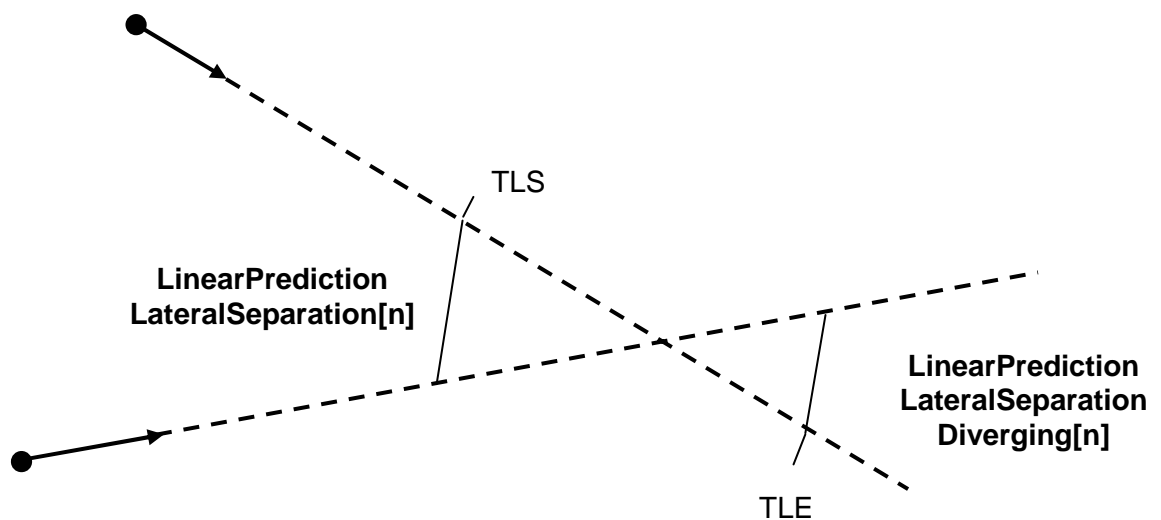 TLS
LinearPrediction
LateralSeparation[n]
LinearPrediction
LateralSeparation
Diverging[n]
TLE